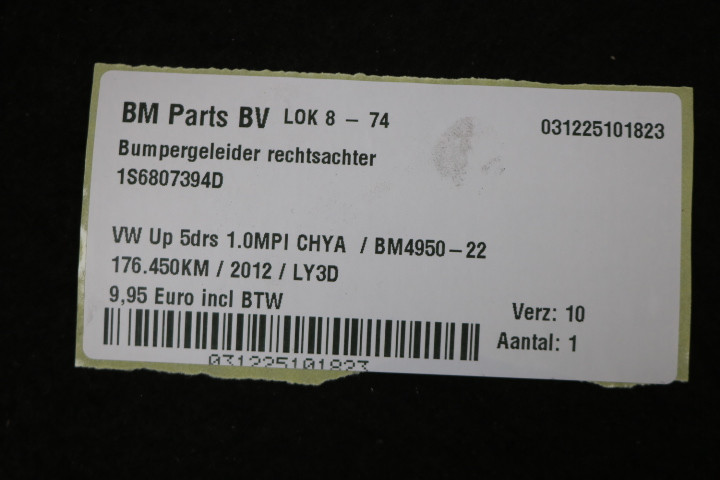 BM Parts BV LOK 8 - 74
031225101823
Bumpergeleider rechtsachter
1S6807394D
VW Up 5drs 1.0MPI CHYA / BM4950-22
176.450KM / 2012 / LY3D
9,95 Euro incl BTW
Verz: 10
Aantal: 1
031225101823